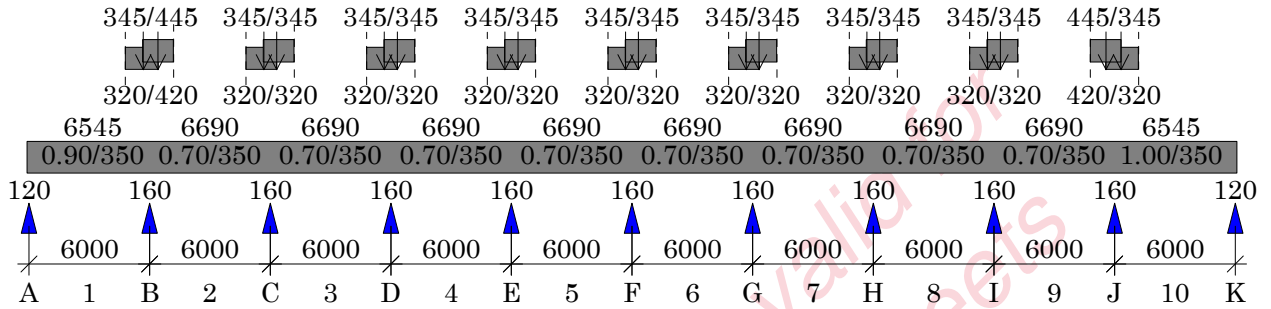 345/445 345/345 345/345 345/345 345/345 345/345 345/345 345/345 445/345
320/420 320/320 320/320 320/320 320/320 320/320 320/320 320/320 420/320
6545 6690 6690 6690 6690 6690 6690 6690 6690 6545
0.90/350 0.70/350 0.70/350 0.70/350 0.70/350 0.70/350 0.70/350 0.70/350 0.70/350 1.00/350
120 160 160 160 160 160 160 160 160 160 120
6000 6000 6000 6000 6000 6000 6000 6000 6000 6000
A 1 B 2 C 3 D 4 E 5 F 6 G 7 H 8 I 9 J 10 K
valid for